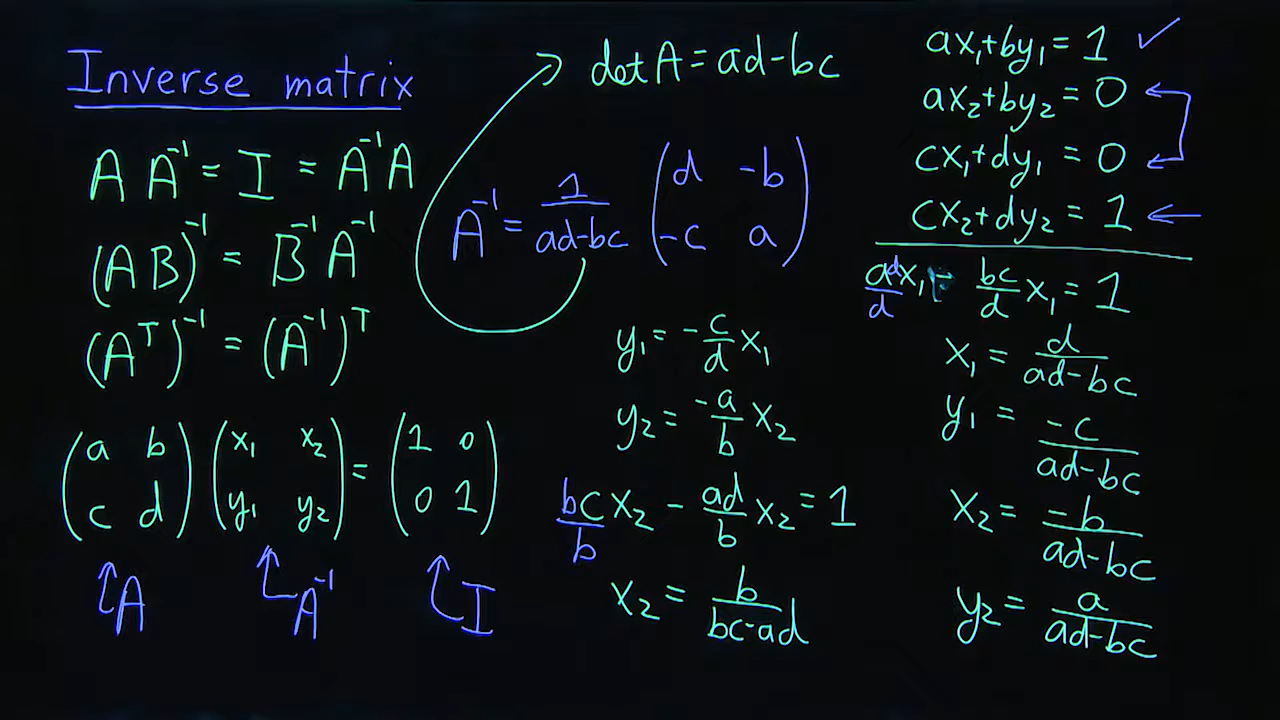 Inverse matrix
A A⁻¹ = I = A⁻¹A
(AB)⁻¹ = B⁻¹A⁻¹
(Aᵀ)⁻¹ = (A⁻¹)ᵀ
(a b; c d) (x₁ x₂; y₁ y₂) = (1 0; 0 1)
A A⁻¹ I
det A = ad-bc
A⁻¹ = 1/(ad-bc) (d -b; -c a)
y₁ = -c/d x₁
y₂ = -a/b x₂
bc/b x₂ - ad/b x₂ = 1
x₂ = b/(bc-ad)
ax₁+by₁ = 1 ✓
ax₂+by₂ = 0
cx₁+dy₁ = 0
cx₂+dy₂ = 1
ad/d x₁ - bc/d x₁ = 1
x₁ = d/(ad-bc)
y₁ = -c/(ad-bc)
x₂ = -b/(ad-bc)
y₂ = a/(ad-bc)